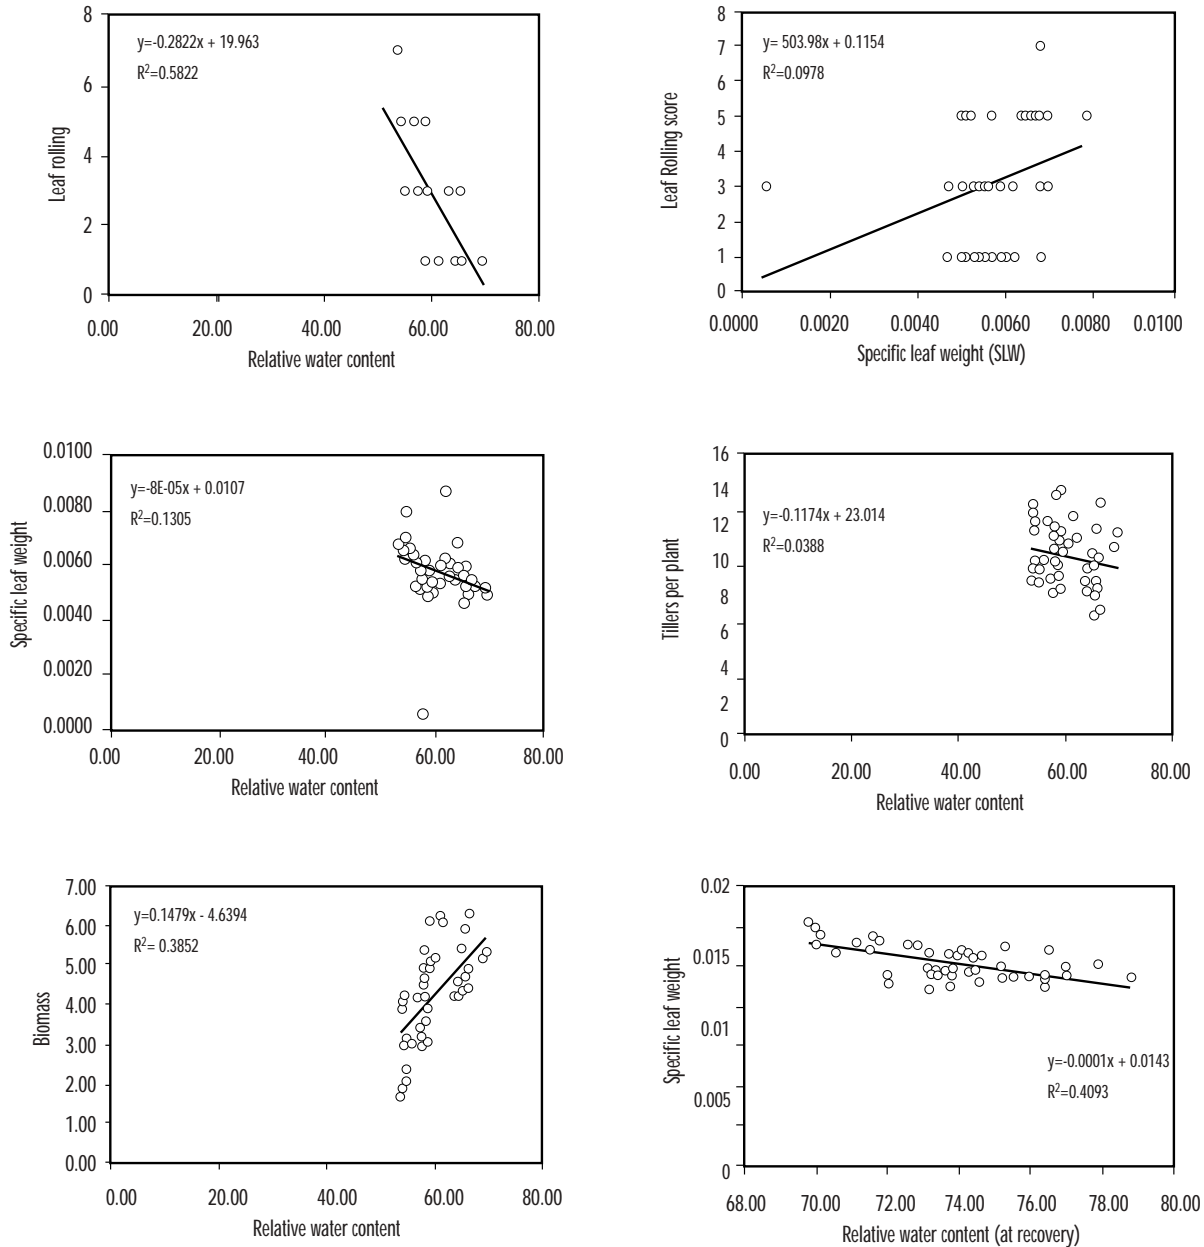 y=-0.2822x + 19.963
R²=0.5822
Leaf rolling
8
6
4
2
0
0.00 20.00 40.00 60.00 80.00
Relative water content
y= 503.98x + 0.1154
R²=0.0978
Leaf Rolling score
8
7
6
5
4
3
2
1
0
0.0000 0.0020 0.0040 0.0060 0.0080 0.0100
Specific leaf weight (SLW)
y=-8E-05x + 0.0107
R²=0.1305
Specific leaf weight
0.0100
0.0080
0.0060
0.0040
0.0020
0.0000
0.00 20.00 40.00 60.00 80.00
Relative water content
y=-0.1174x + 23.014
R²=0.0388
Tillers per plant
16
14
12
10
8
6
4
2
0
0.00 20.00 40.00 60.00 80.00
Relative water content
y=0.1479x - 4.6394
R²= 0.3852
Biomass
7.00
6.00
5.00
4.00
3.00
2.00
1.00
0.00
0.00 20.00 40.00 60.00 80.00
Relative water content
y=-0.0001x + 0.0143
R²=0.4093
Specific leaf weight
0.02
0.015
0.01
0.005
0
68.00 70.00 72.00 74.00 76.00 78.00 80.00
Relative water content (at recovery)